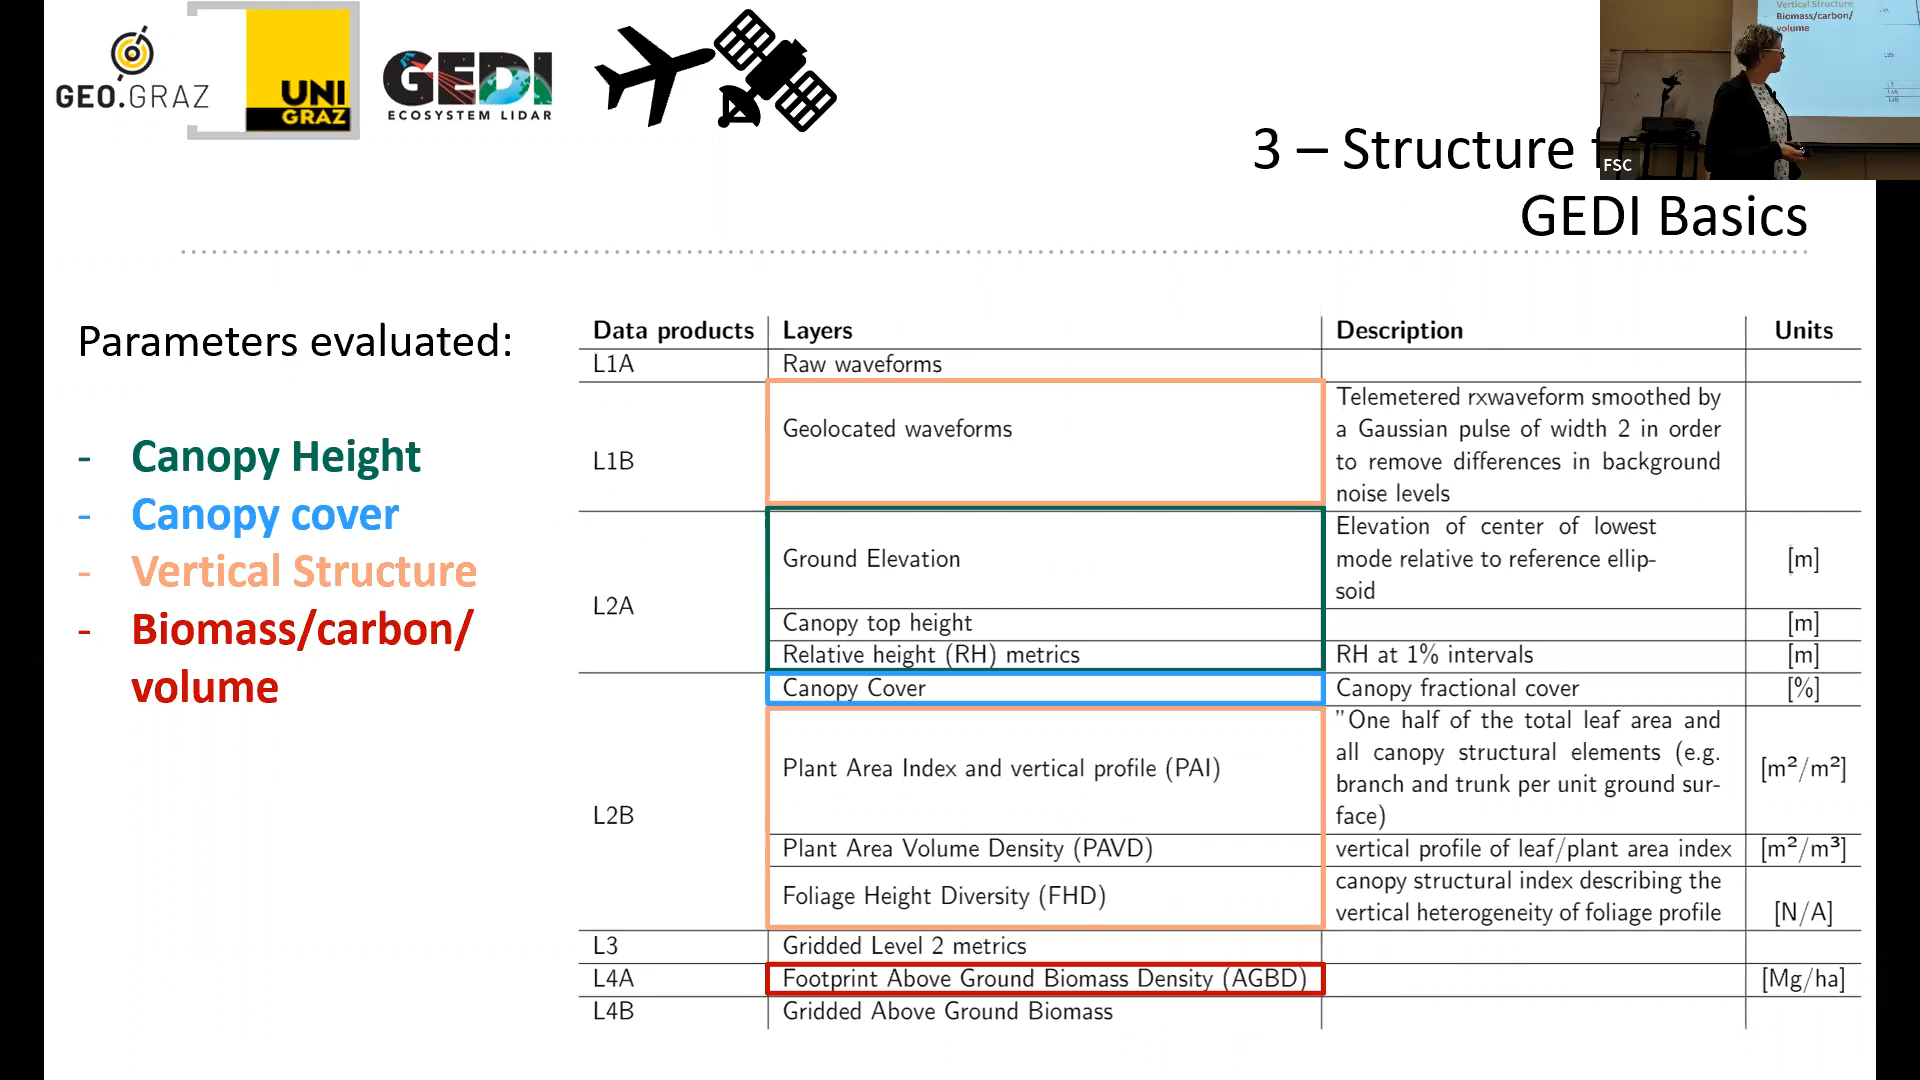 GEO.GRAZ
UNI
GRAZ
GEDI
ECOSYSTEM LIDAR
Vertical Structure
Biomass/carbon/
volume
FSC
3 – Structure
GEDI Basics
Parameters evaluated:
- Canopy Height
- Canopy cover
- Vertical Structure
- Biomass/carbon/
volume
Data products Layers Description Units
L1A Raw waveforms
L1B Geolocated waveforms Telemetered rxwaveform smoothed by
a Gaussian pulse of width 2 in order
to remove differences in background
noise levels
L2A Ground Elevation Elevation of center of lowest
mode relative to reference ellip-
soid [m]
Canopy top height [m]
Relative height (RH) metrics RH at 1% intervals [m]
L2B Canopy Cover Canopy fractional cover [%]
Plant Area Index and vertical profile (PAI) "One half of the total leaf area and
all canopy structural elements (e.g.
branch and trunk per unit ground sur-
face) [m²/m²]
Plant Area Volume Density (PAVD) vertical profile of leaf/plant area index [m²/m³]
Foliage Height Diversity (FHD) canopy structural index describing the
vertical heterogeneity of foliage profile [N/A]
L3 Gridded Level 2 metrics
L4A Footprint Above Ground Biomass Density (AGBD) [Mg/ha]
L4B Gridded Above Ground Biomass